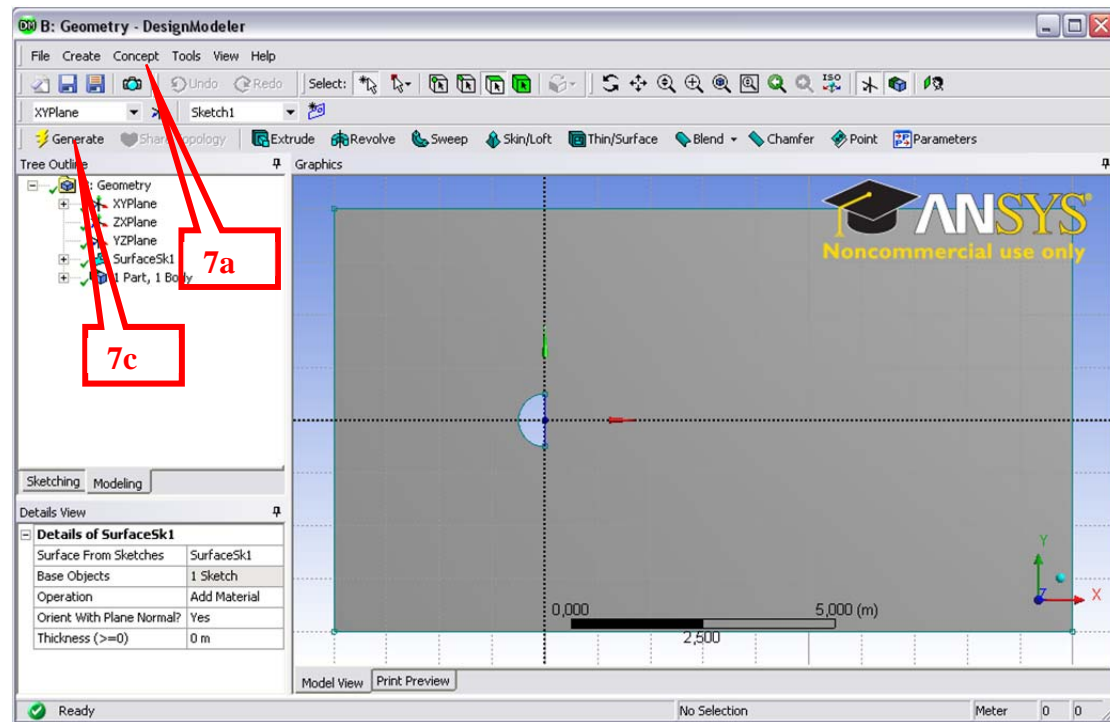 B: Geometry - DesignModeler
File Create Concept Tools View Help
Undo Redo Select: ISO
XYPlane Sketch1
Generate Share Topology Extrude Revolve Sweep Skin/Loft Thin/Surface Blend Chamfer Point Parameters
Tree Outline Graphics
B: Geometry
XYPlane
ZXPlane
YZPlane
SurfaceSk1
1 Part, 1 Body
7a
7c
ANSYS
Noncommercial use only
Sketching Modeling
Details View
Details of SurfaceSk1
Surface From Sketches SurfaceSk1
Base Objects 1 Sketch
Operation Add Material
Orient With Plane Normal? Yes
Thickness (>=0) 0 m
0,000 5,000 (m)
2,500
Y
Z X
Model View Print Preview
Ready No Selection Meter 0 0